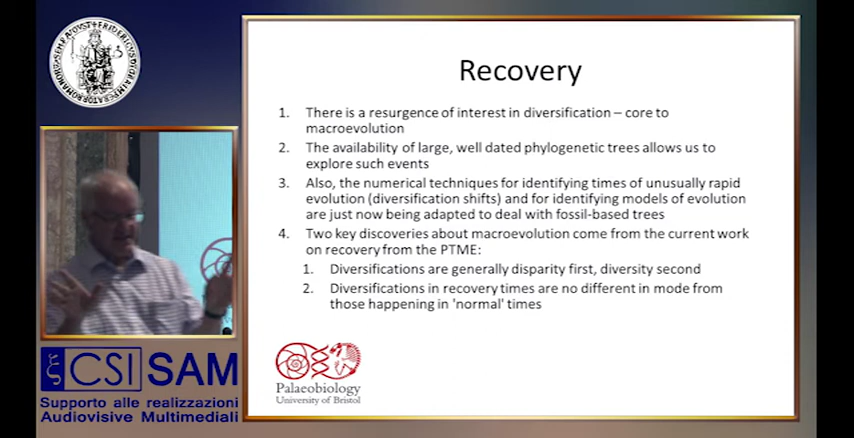 Recovery
1. There is a resurgence of interest in diversification – core to
macroevolution
2. The availability of large, well dated phylogenetic trees allows us to
explore such events
3. Also, the numerical techniques for identifying times of unusually rapid
evolution (diversification shifts) and for identifying models of evolution
are just now being adapted to deal with fossil-based trees
4. Two key discoveries about macroevolution come from the current work
on recovery from the PTME:
1. Diversifications are generally disparity first, diversity second
2. Diversifications in recovery times are no different in mode from
those happening in 'normal' times
Palaeobiology
University of Bristol
CSI SAM
Supporto alle realizzazioni
Audiovisive Multimediali